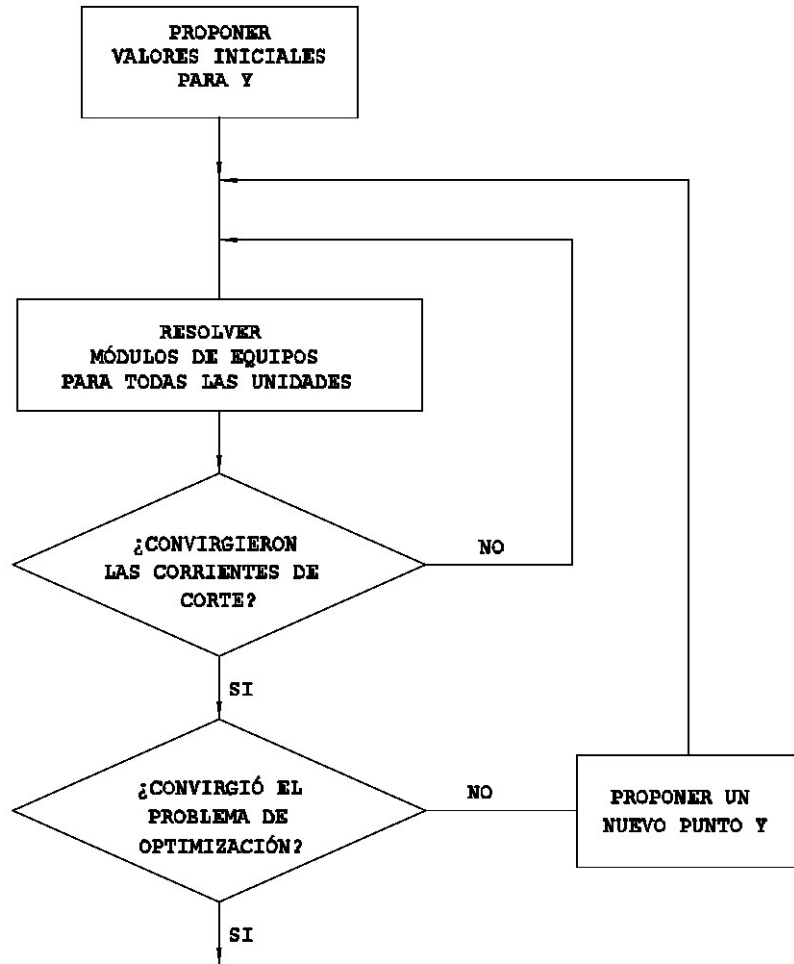 PROPONER
VALORES INICIALES
PARA Y
RESOLVER
MÓDULOS DE EQUIPOS
PARA TODAS LAS UNIDADES
¿CONVIRGIERON
LAS CORRIENTES DE
CORTE?
NO
SI
¿CONVIRGIÓ EL
PROBLEMA DE
OPTIMIZACIÓN?
NO
PROPONER UN
NUEVO PUNTO Y
SI